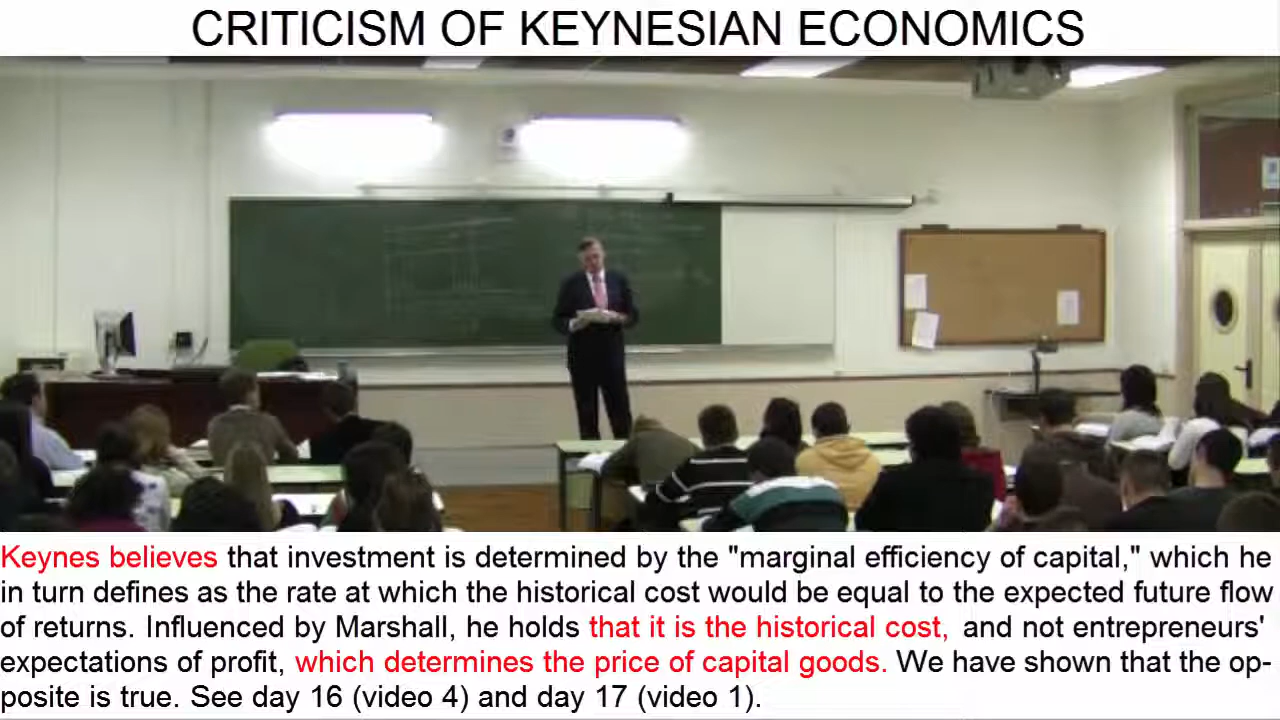 CRITICISM OF KEYNESIAN ECONOMICS
Keynes believes that investment is determined by the "marginal efficiency of capital," which he
in turn defines as the rate at which the historical cost would be equal to the expected future flow
of returns. Influenced by Marshall, he holds that it is the historical cost, and not entrepreneurs'
expectations of profit, which determines the price of capital goods. We have shown that the op-
posite is true. See day 16 (video 4) and day 17 (video 1).